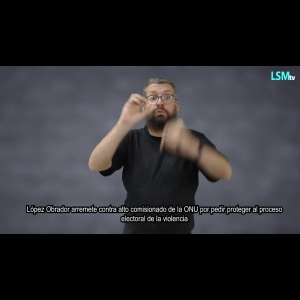 LSMtv
López Obrador arremete contra alto comisionado de la ONU por pedir proteger al proceso
electoral de la violencia